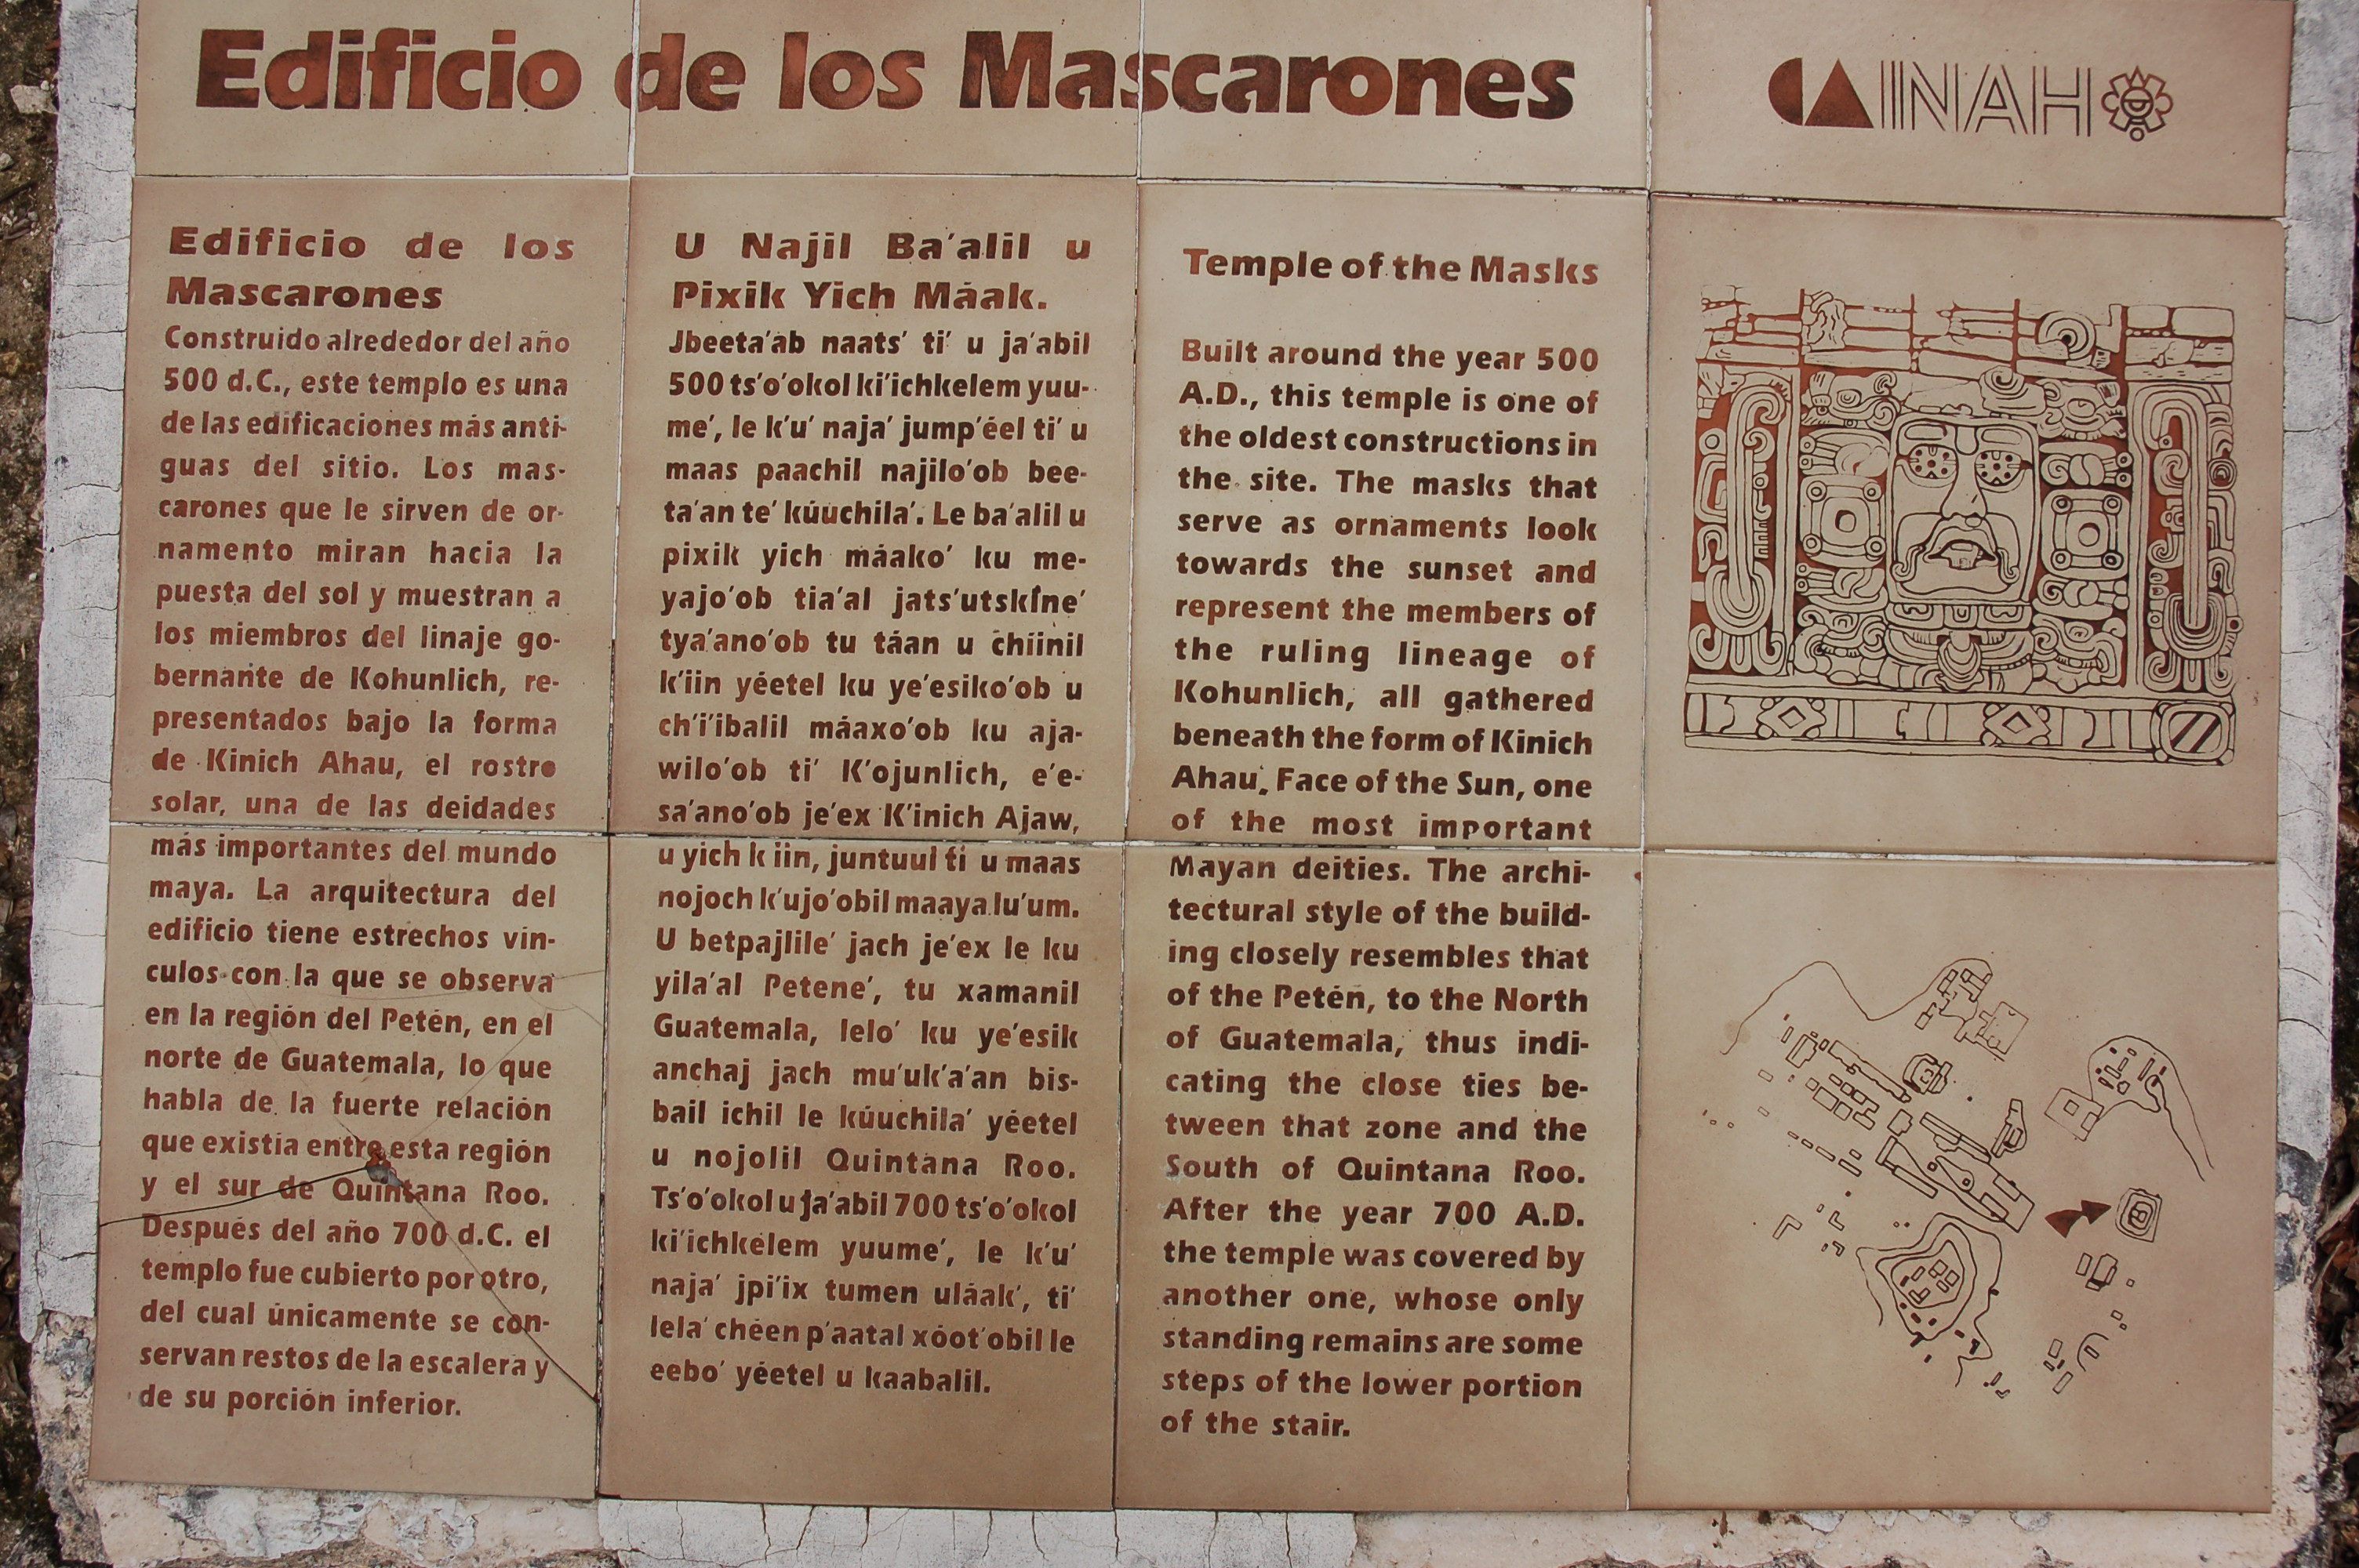 Edificio de los Mascarones
CA INAH
Edificio de los
Mascarones
Construido alrededor del año
500 d.C., este templo es una
de las edificaciones más anti-
guas del sitio. Los mas-
carones que le sirven de or-
namento miran hacia la
puesta del sol y muestran a
los miembros del linaje go-
bernante de Kohunlich, re-
presentados bajo la forma
de Kinich Ahau, el rostro
solar, una de las deidades
más importantes del mundo
maya. La arquitectura del
edificio tiene estrechos vín-
culos con la que se observa
en la región del Petén, en el
norte de Guatemala, lo que
habla de la fuerte relación
que existía entre esta región
y el sur de Quintana Roo.
Después del año 700 d.C. el
templo fue cubierto por otro,
del cual únicamente se con-
servan restos de la escalera y
de su porción inferior.
U Najil Ba'alil u
Pixik Yich Máak.
Jbeeta'ab naats' ti' u ja'abil
500 ts'o'okol ki'ichkelem yuu-
me', le k'u' naja' jump'éel ti' u
maas paachil najilo'ob bee-
ta'an te' kúuchila'. Le ba'alil u
pixik yich máako' ku me-
yajo'ob tia'al jats'utskíne'
tya'ano'ob tu táan u chíinil
k'iin yéetel ku ye'esiko'ob u
ch'i'ibalil máaxo'ob ku aja-
wilo'ob ti' K'ojunlich, e'e-
sa'ano'ob je'ex K'inich Ajaw,
u yich k'iin, juntuul ti' u maas
nojoch k'ujo'obil maaya lu'um.
U betpajlile' jach je'ex le ku
yila'al Petene', tu xamanil
Guatemala, lelo' ku ye'esik
anchaj jach mu'uk'a'an bis-
bail ichil le kúuchila' yéetel
u nojolil Quintana Roo.
Ts'o'okol u ja'abil 700 ts'o'okol
ki'ichkelem yuume', le k'u'
naja' jpi'ix tumen uláak', ti'
lela' chéen p'aatal xóot'obil le
eebo' yéetel u kaabalil.
Temple of the Masks
Built around the year 500
A.D., this temple is one of
the oldest constructions in
the site. The masks that
serve as ornaments look
towards the sunset and
represent the members of
the ruling lineage of
Kohunlich, all gathered
beneath the form of Kinich
Ahau, Face of the Sun, one
of the most important
Mayan deities. The archi-
tectural style of the build-
ing closely resembles that
of the Petén, to the North
of Guatemala, thus indi-
cating the close ties be-
tween that zone and the
South of Quintana Roo.
After the year 700 A.D.
the temple was covered by
another one, whose only
standing remains are some
steps of the lower portion
of the stair.